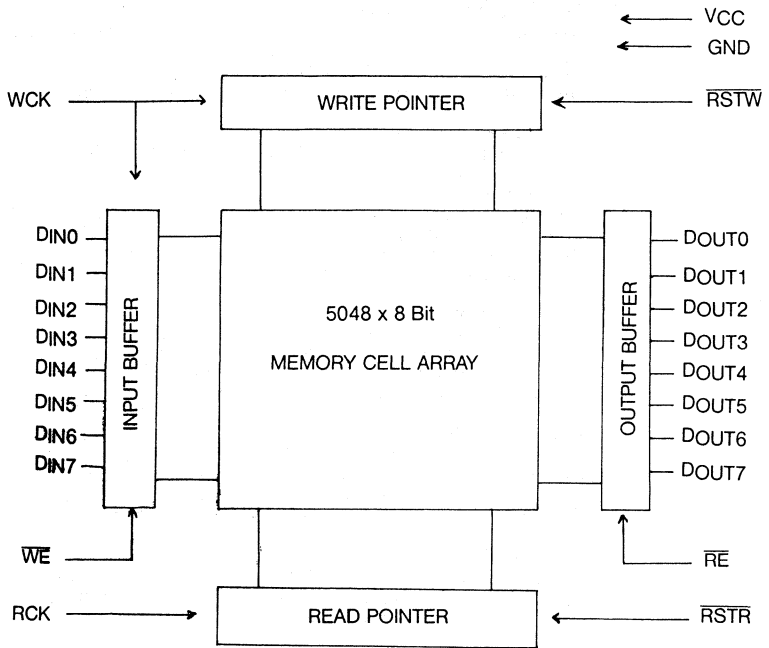 VCC
GND
WCK
WRITE POINTER
RSTW
DIN0
DIN1
DIN2
DIN3
DIN4
DIN5
DIN6
DIN7
INPUT BUFFER
5048 x 8 Bit
MEMORY CELL ARRAY
OUTPUT BUFFER
DOUT0
DOUT1
DOUT2
DOUT3
DOUT4
DOUT5
DOUT6
DOUT7
WE
RE
RCK
READ POINTER
RSTR